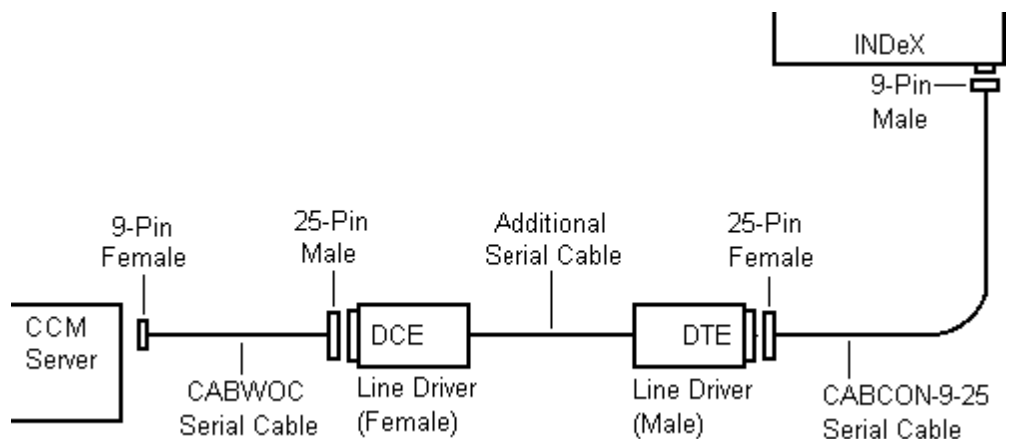 INDeX
9-Pin
Male
9-Pin
Female
25-Pin
Male
Additional
Serial Cable
25-Pin
Female
CCM
Server
DCE
DTE
CABWOC
Serial Cable
Line Driver
(Female)
Line Driver
(Male)
CABCON-9-25
Serial Cable